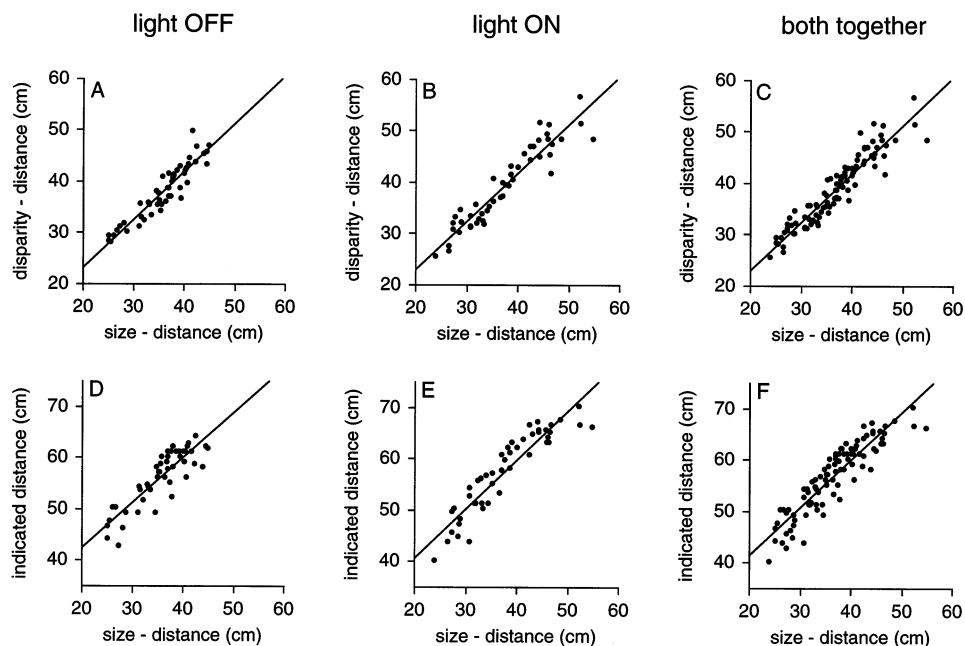 light OFF
light ON
both together
A
disparity - distance (cm)
60
50
40
30
20
20 30 40 50 60
size - distance (cm)
B
disparity - distance (cm)
60
50
40
30
20
20 30 40 50 60
size - distance (cm)
C
disparity - distance (cm)
60
50
40
30
20
20 30 40 50 60
size - distance (cm)
D
indicated distance (cm)
70
60
50
40
20 30 40 50 60
size - distance (cm)
E
indicated distance (cm)
70
60
50
40
20 30 40 50 60
size - distance (cm)
F
indicated distance (cm)
70
60
50
40
20 30 40 50 60
size - distance (cm)